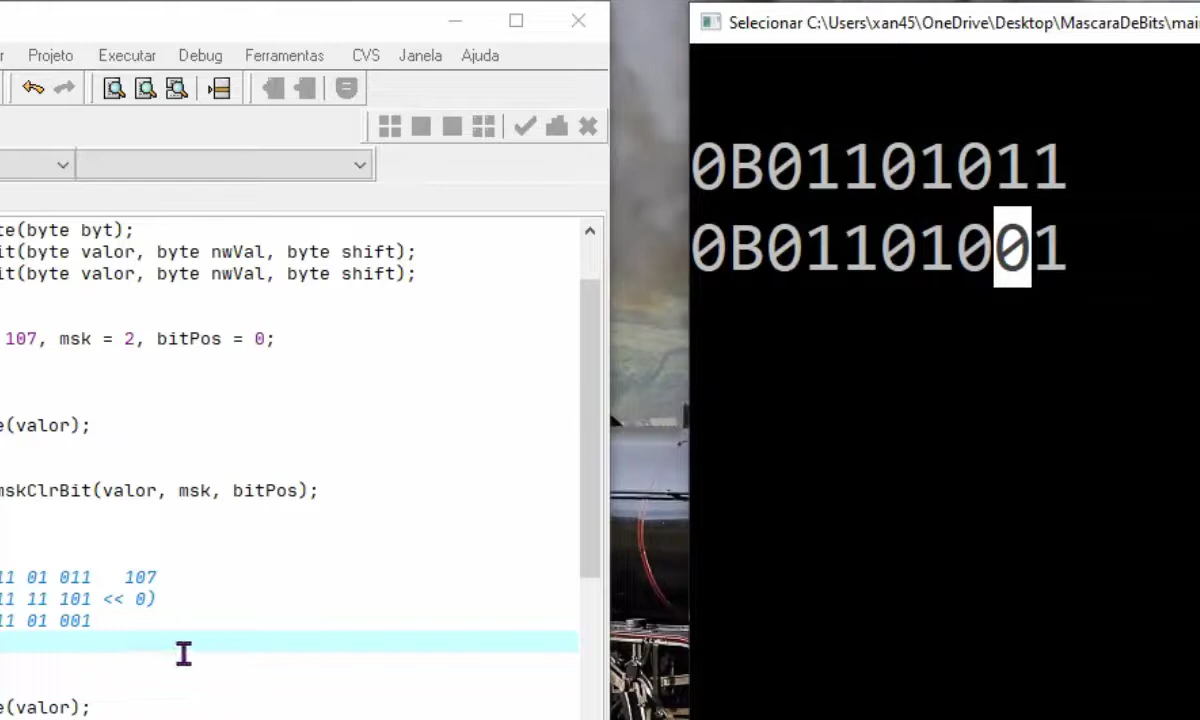 Selecionar C:\Users\xan45\OneDrive\Desktop\MascaraDeBits\mai
r Projeto Executar Debug Ferramentas CVS Janela Ajuda
te(byte byt);
it(byte valor, byte nwVal, byte shift);
it(byte valor, byte nwVal, byte shift);
107, msk = 2, bitPos = 0;
e(valor);
mskClrBit(valor, msk, bitPos);
11 01 011 107
11 11 101 << 0)
11 01 001
e(valor);
0B01101011
0B01101001